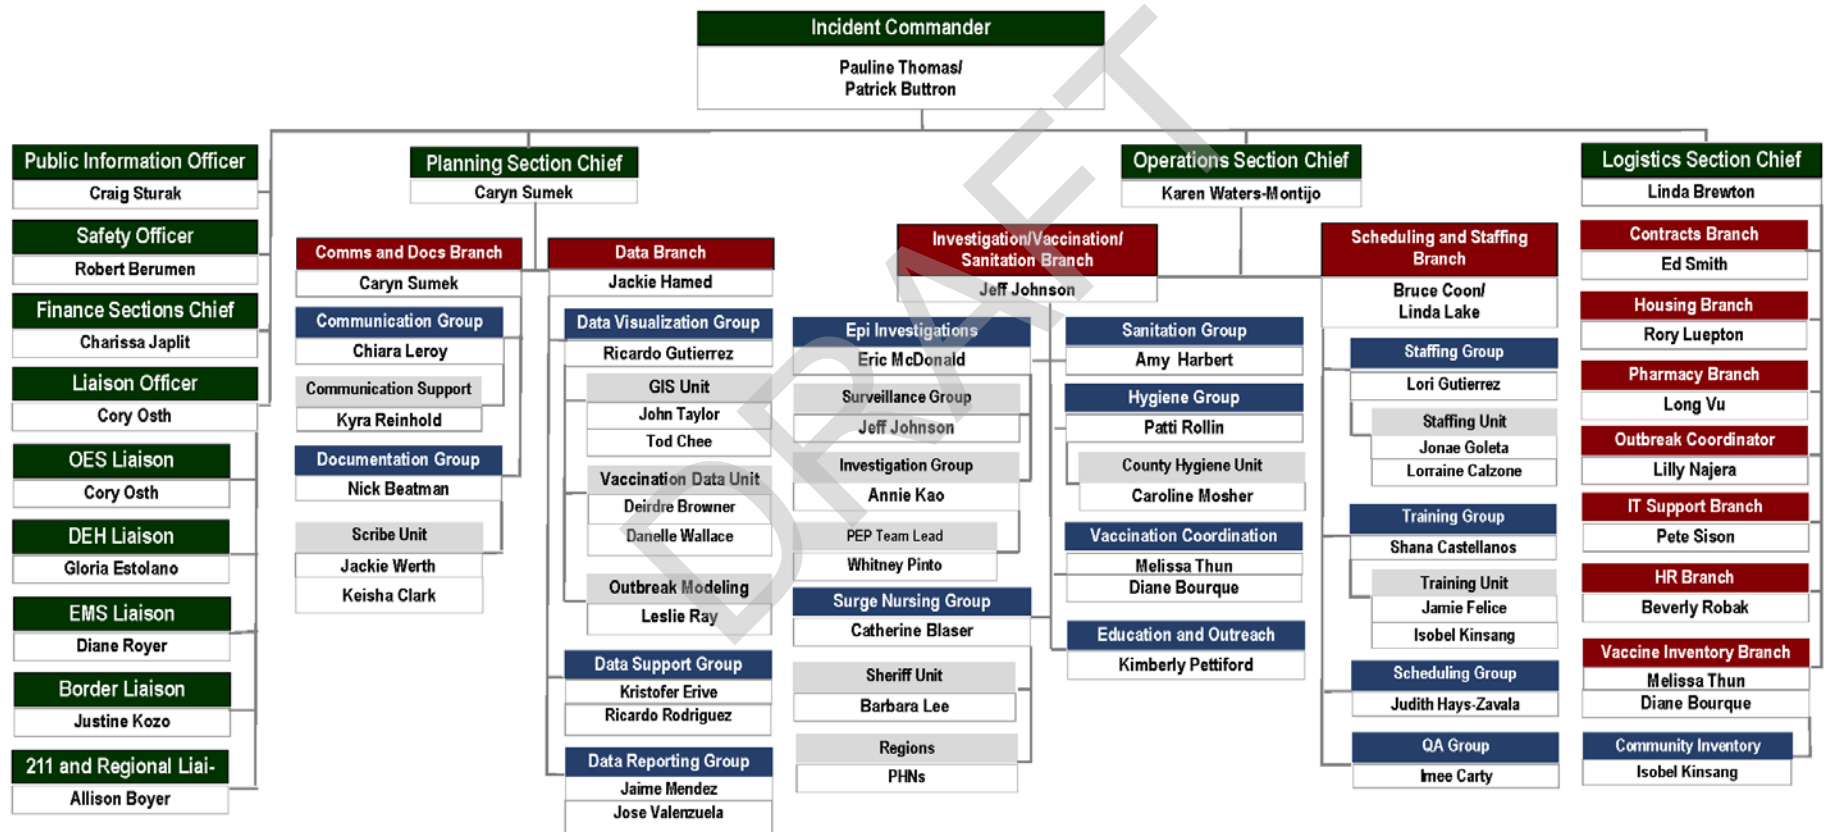 Incident Commander
Pauline Thomas/
Patrick Buttron
Public Information Officer
Craig Sturak
Safety Officer
Robert Berumen
Finance Sections Chief
Charissa Japlit
Liaison Officer
Cory Osth
OES Liaison
Cory Osth
DEH Liaison
Gloria Estolano
EMS Liaison
Diane Royer
Border Liaison
Justine Kozo
211 and Regional Liai-
Allison Boyer
Planning Section Chief
Caryn Sumek
Comms and Docs Branch
Caryn Sumek
Communication Group
Chiara Leroy
Communication Support
Kyra Reinhold
Documentation Group
Nick Beatman
Scribe Unit
Jackie Werth
Keisha Clark
Data Branch
Jackie Hamed
Data Visualization Group
Ricardo Gutierrez
GIS Unit
John Taylor
Tod Chee
Vaccination Data Unit
Deirdre Browner
Danelle Wallace
Outbreak Modeling
Leslie Ray
Data Support Group
Kristofer Erive
Ricardo Rodriguez
Data Reporting Group
Jaime Mendez
Jose Valenzuela
Operations Section Chief
Karen Waters-Montijo
Investigation/Vaccination/
Sanitation Branch
Jeff Johnson
Epi Investigations
Eric McDonald
Surveillance Group
Jeff Johnson
Investigation Group
Annie Kao
PEP Team Lead
Whitney Pinto
Surge Nursing Group
Catherine Blaser
Sheriff Unit
Barbara Lee
Regions
PHNs
Sanitation Group
Amy Harbert
Hygiene Group
Patti Rollin
County Hygiene Unit
Caroline Mosher
Vaccination Coordination
Melissa Thun
Diane Bourque
Education and Outreach
Kimberly Pettiford
Scheduling and Staffing
Branch
Bruce Coon/
Linda Lake
Staffing Group
Lori Gutierrez
Staffing Unit
Jonae Goleta
Lorraine Calzone
Training Group
Shana Castellanos
Training Unit
Jamie Felice
Isobel Kinsang
Scheduling Group
Judith Hays-Zavala
QA Group
Imee Carty
Logistics Section Chief
Linda Brewton
Contracts Branch
Ed Smith
Housing Branch
Rory Luepton
Pharmacy Branch
Long Vu
Outbreak Coordinator
Lilly Najera
IT Support Branch
Pete Sison
HR Branch
Beverly Robak
Vaccine Inventory Branch
Melissa Thun
Diane Bourque
Community Inventory
Isobel Kinsang
DRAFT